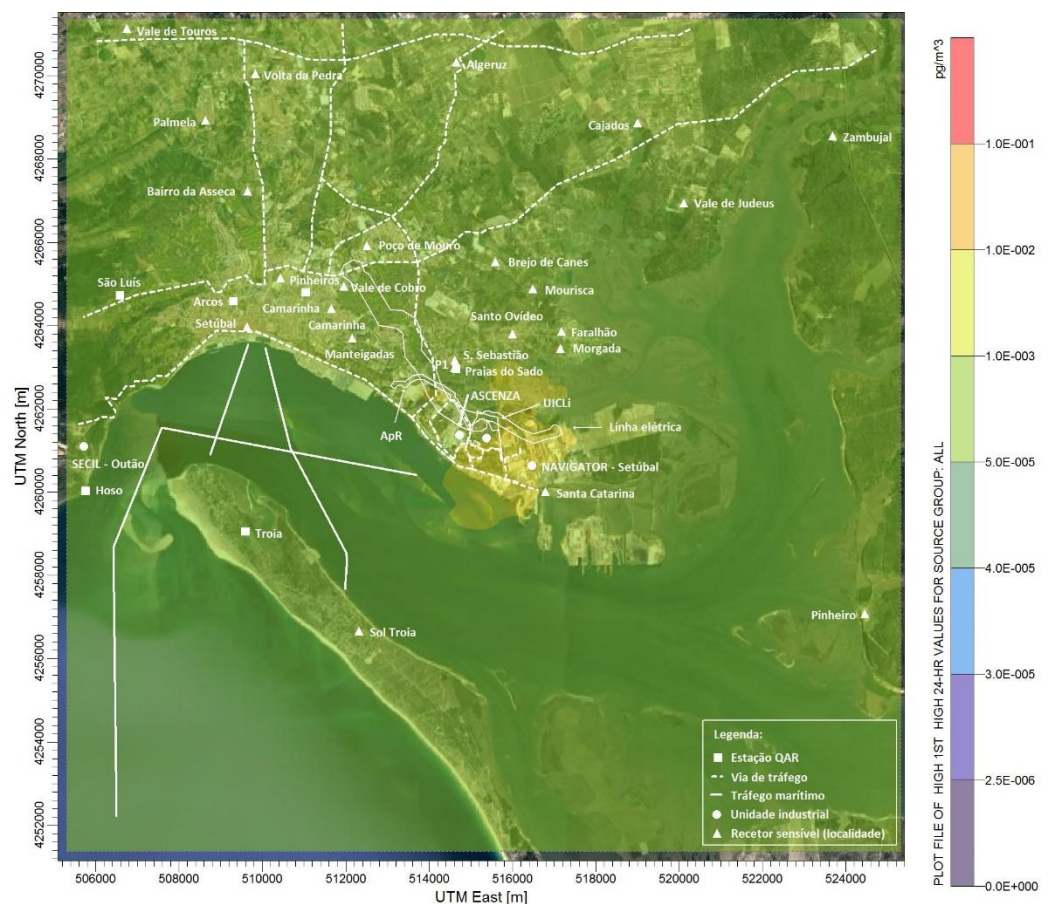 Vale de Touros
Volta da Pedra
Algeruz
Palmela
Cajados
Zambujal
Bairro da Asseca
Vale de Judeus
Poço de Mouro
Brejo de Canes
São Luís
Pinheiros
Vale de Cobro
Mourisca
Arcos
Camarinha
Santo Ovídeo
Setúbal
Camarinha
Faralhão
Manteigadas
Morgada
S. Sebastião
P1
Praias do Sado
ASCENZA
UICLi
ApR
Linha elétrica
SECIL - Outão
NAVIGATOR - Setúbal
Hoso
Santa Catarina
Troia
Pinheiro
Sol Troia
Legenda:
Estação QAR
Via de tráfego
Tráfego marítimo
Unidade industrial
Recetor sensível (localidade)
UTM North [m]
4270000
4268000
4266000
4264000
4262000
4260000
4258000
4256000
4254000
4252000
506000 508000 510000 512000 514000 516000 518000 520000 522000 524000
UTM East [m]
PLOT FILE OF HIGH 1ST HIGH 24-HR VALUES FOR SOURCE GROUP: ALL
pg/m^3
1.0E-001
1.0E-002
1.0E-003
5.0E-005
4.0E-005
3.0E-005
2.5E-006
0.0E+000